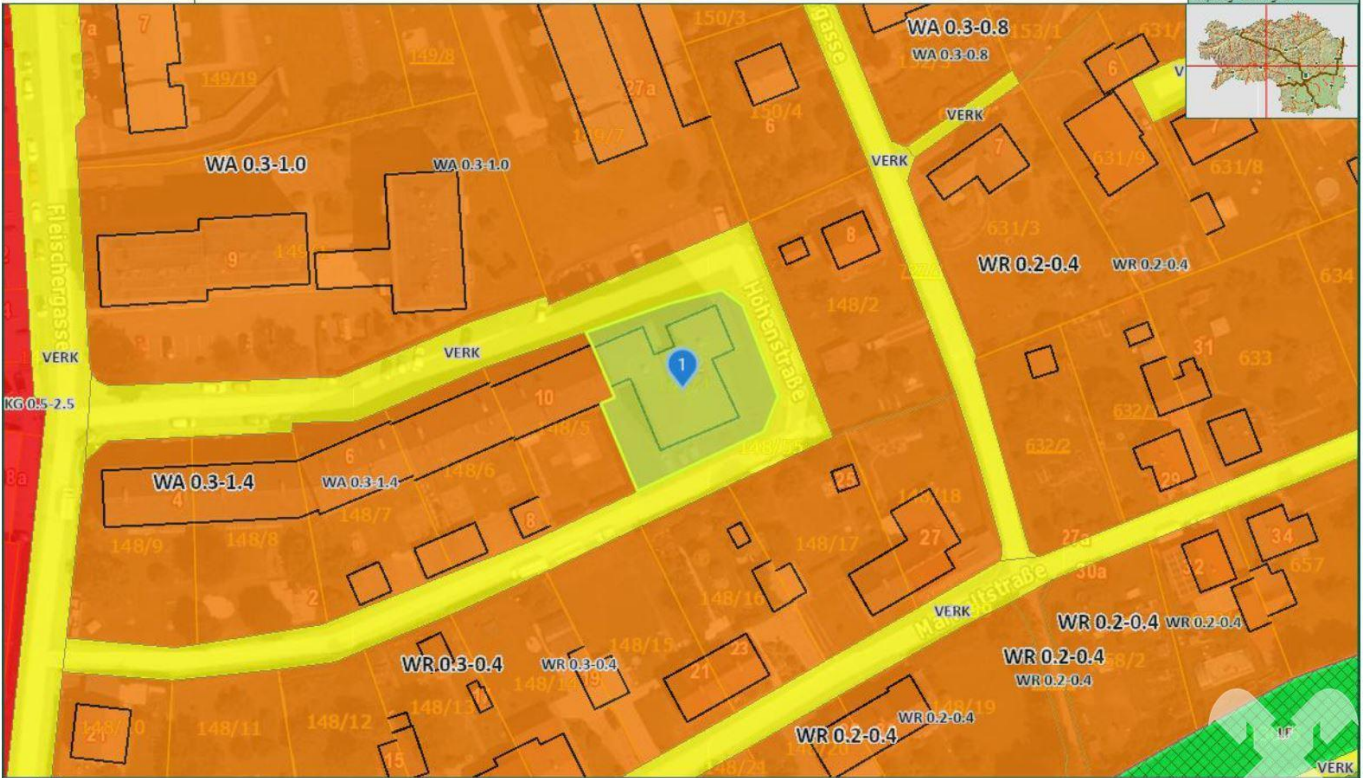 7
149/19
149/8
150/3
WA 0.3-0.8
WA 0.3-0.8
153/1
27a
149/7
150/4
6
6
VERK
VERK
WA 0.3-1.0
WA 0.3-1.0
7
631/9
631/8
631/3
WR 0.2-0.4
WR 0.2-0.4
634
Fleischergasse
9
8
148/2
Höhenstraße
VERK
VERK
1
31
633
KG 0.5-2.5
10
148/5
632/2
8a
6
WA 0.3-1.4
WA 0.3-1.4
4
148/6
148/7
148/9
148/8
8
25
27
29
148/17
27a
30a
34
32
657
148/16
VERK
WR 0.2-0.4
WR 0.2-0.4
WR 0.3-0.4
WR 0.3-0.4
148/15
23
21
WR 0.2-0.4
WR 0.2-0.4
148/11
148/12
148/13
WR 0.2-0.4
WR 0.2-0.4
15
LF
VERK